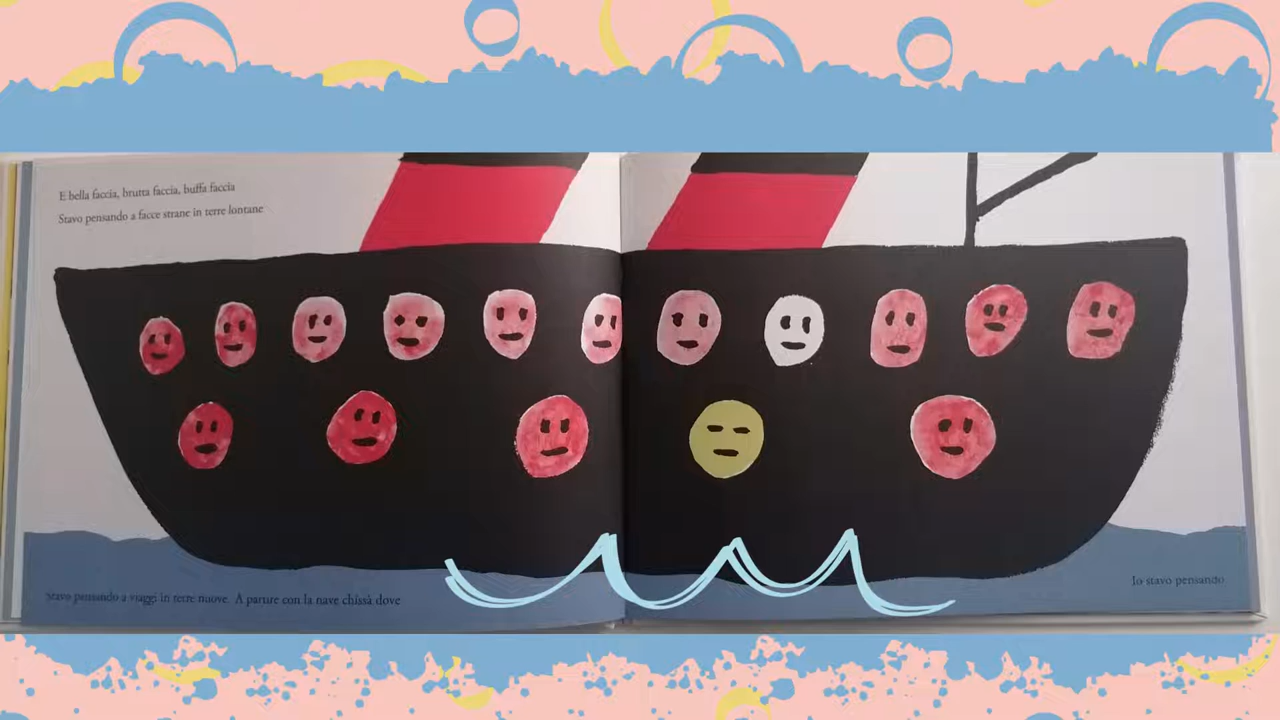 E bella faccia, brutta faccia, buffa faccia
Stavo pensando a facce strane in terre lontane
Stavo pensando a viaggi in terre nuove. A partire con la nave chissà dove
Io stavo pensando